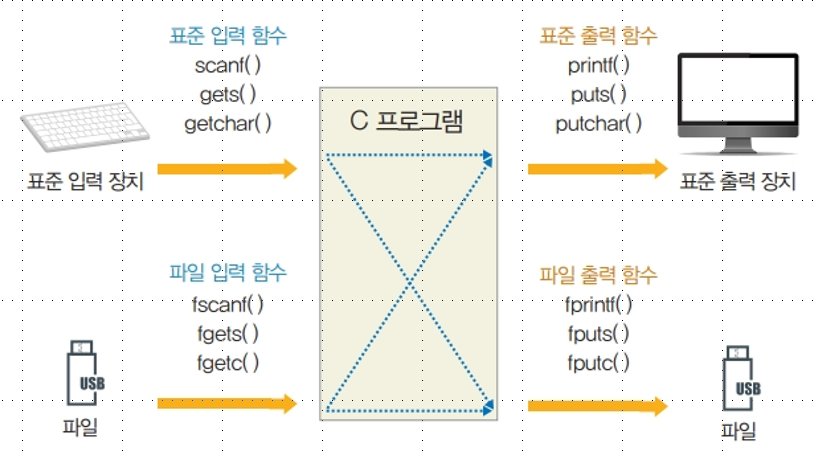 표준 입력 함수
scanf( )
gets( )
getchar( )
표준 입력 장치
C 프로그램
표준 출력 함수
printf( )
puts( )
putchar( )
표준 출력 장치
파일 입력 함수
fscanf( )
fgets( )
fgetc( )
USB
파일
파일 출력 함수
fprintf( )
fputs( )
fputc( )
USB
파일